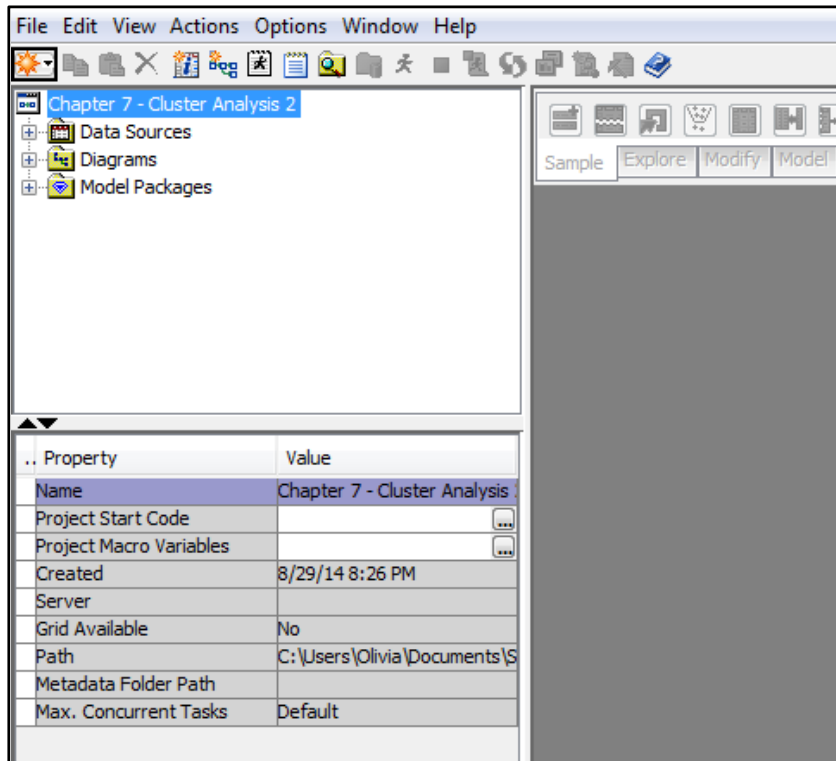 File Edit View Actions Options Window Help
Chapter 7 - Cluster Analysis 2
Data Sources
Diagrams
Model Packages
Sample Explore Modify Model
.. Property Value
Name Chapter 7 - Cluster Analysis
Project Start Code ...
Project Macro Variables ...
Created 8/29/14 8:26 PM
Server
Grid Available No
Path C:\Users\Olivia\Documents\S
Metadata Folder Path
Max. Concurrent Tasks Default